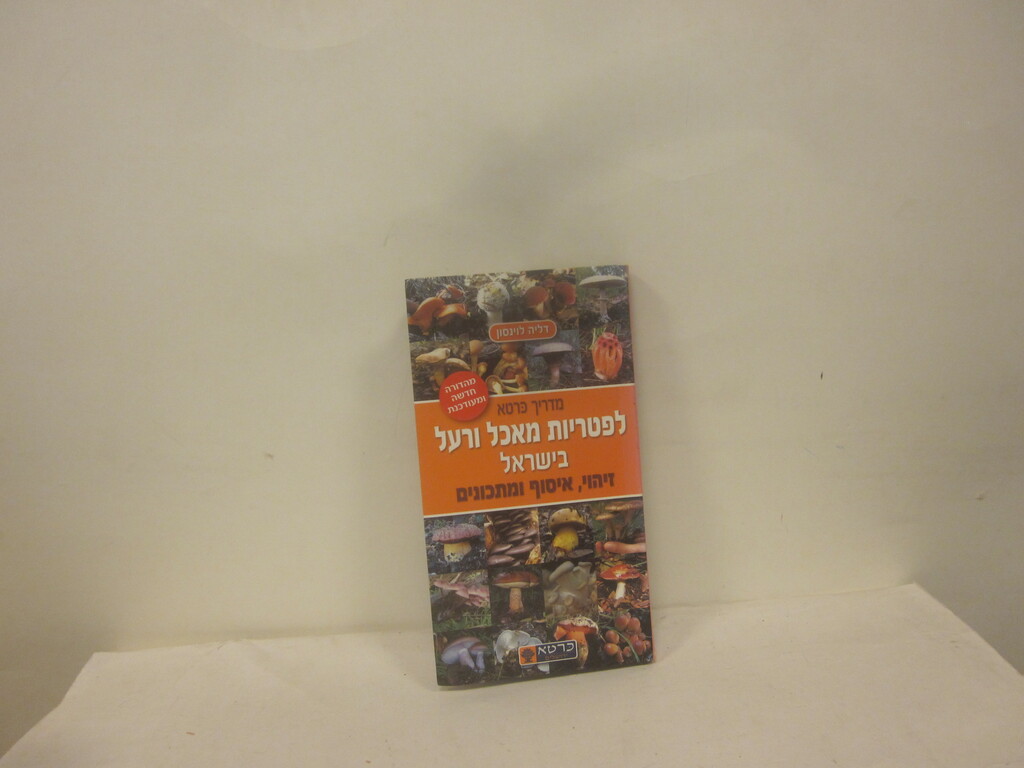 דליה לוינסון
מהדורה
חדשה
ומעודכנת
מדריך כרטא
לפטריות מאכל ורעל
בישראל
זיהוי, איסוף ומתכונים
כרטא